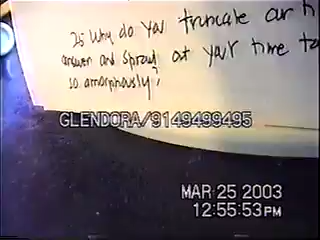 25 Why do you truncate our
answer and spread out your time to
so amorphously?
GLENDORA/9149499495
MAR 25 2003
12:55:53PM